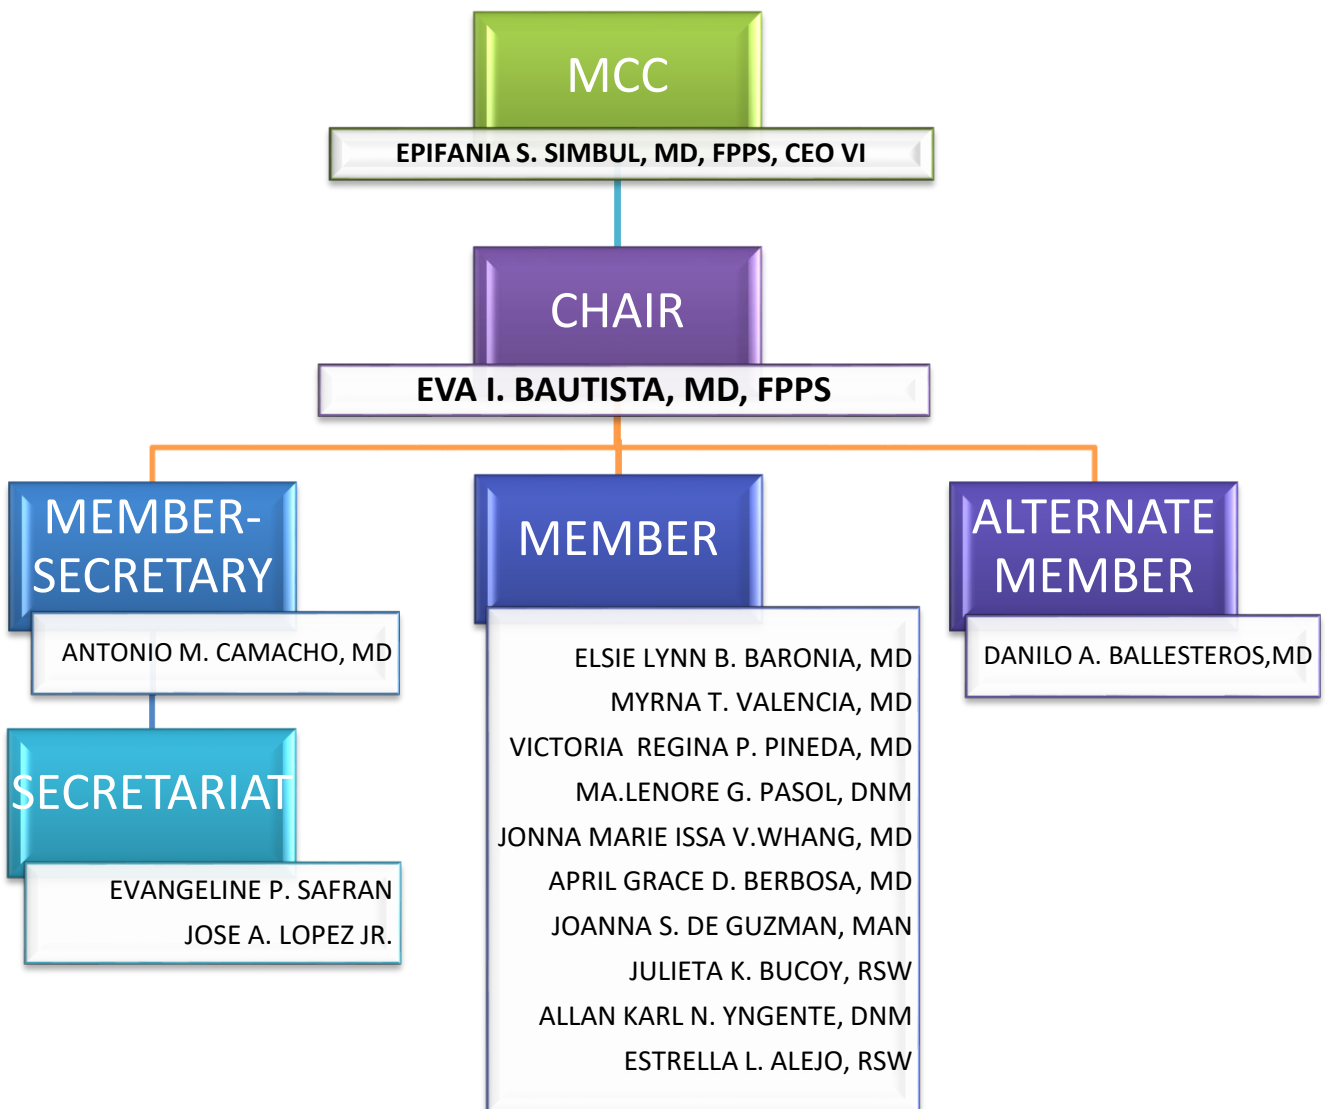 MCC
EPIFANIA S. SIMBUL, MD, FPPS, CEO VI
CHAIR
EVA I. BAUTISTA, MD, FPPS
MEMBER-
SECRETARY
ANTONIO M. CAMACHO, MD
SECRETARIAT
EVANGELINE P. SAFRAN
JOSE A. LOPEZ JR.
MEMBER
ELSIE LYNN B. BARONIA, MD
MYRNA T. VALENCIA, MD
VICTORIA  REGINA P. PINEDA, MD
MA.LENORE G. PASOL, DNM
JONNA MARIE ISSA V.WHANG, MD
APRIL GRACE D. BERBOSA, MD
JOANNA S. DE GUZMAN, MAN
JULIETA K. BUCOY, RSW
ALLAN KARL N. YNGENTE, DNM
ESTRELLA L. ALEJO, RSW
ALTERNATE
MEMBER
DANILO A. BALLESTEROS,MD